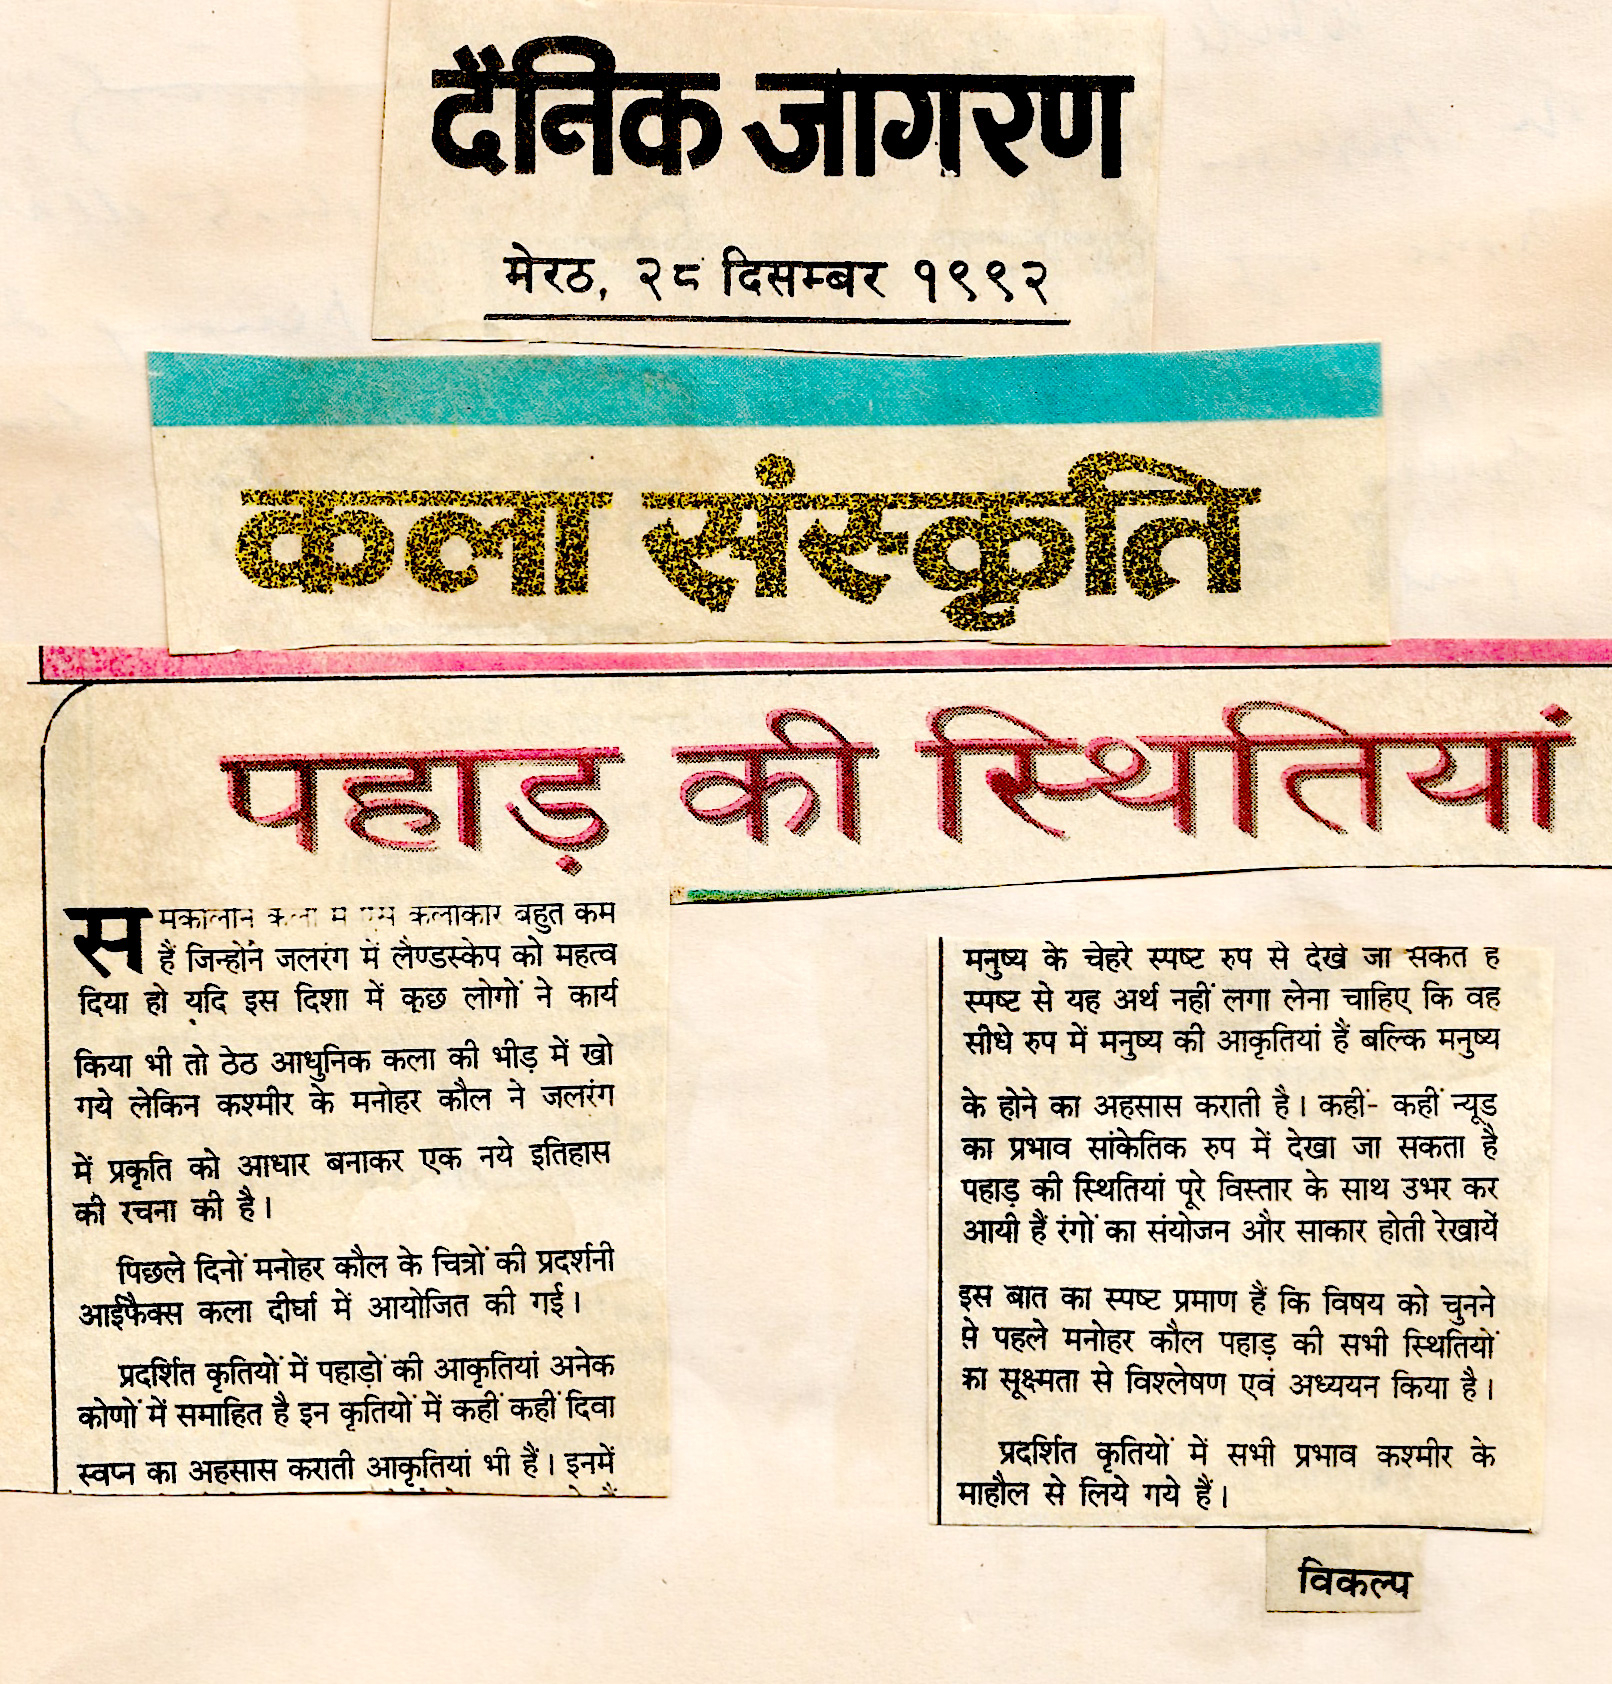 दैनिक जागरण
मेरठ, २८ दिसम्बर १९९२
कला संस्कृति
पहाड़ की स्थितियां
समकालीन कला में ऐसे कलाकार बहुत कम
हैं जिन्होंने जलरंग में लैण्डस्केप को महत्व
दिया हो यदि इस दिशा में कुछ लोगों ने कार्य
किया भी तो ठेठ आधुनिक कला की भीड़ में खो
गये लेकिन कश्मीर के मनोहर कौल ने जलरंग
में प्रकृति को आधार बनाकर एक नये इतिहास
की रचना की है।
पिछले दिनों मनोहर कौल के चित्रों की प्रदर्शनी
आईफैक्स कला दीर्घा में आयोजित की गई।
प्रदर्शित कृतियों में पहाड़ों की आकृतियां अनेक
कोणों में समाहित है इन कृतियों में कहीं कहीं दिवा
स्वप्न का अहसास कराती आकृतियां भी हैं। इनमें
मनुष्य के चेहरे स्पष्ट रुप से देखे जा सकते है
स्पष्ट से यह अर्थ नहीं लगा लेना चाहिए कि वह
सीधे रुप में मनुष्य की आकृतियां हैं बल्कि मनुष्य
के होने का अहसास कराती है। कहीं- कहीं न्यूड
का प्रभाव सांकेतिक रुप में देखा जा सकता है
पहाड़ की स्थितियां पूरे विस्तार के साथ उभर कर
आयी हैं रंगों का संयोजन और साकार होती रेखायें
इस बात का स्पष्ट प्रमाण हैं कि विषय को चुनने
से पहले मनोहर कौल पहाड़ की सभी स्थितियों
का सूक्ष्मता से विश्लेषण एवं अध्ययन किया है।
प्रदर्शित कृतियों में सभी प्रभाव कश्मीर के
माहौल से लिये गये हैं।
विकल्प